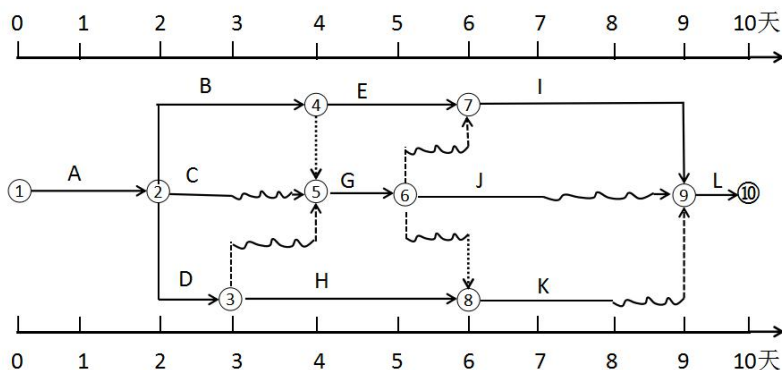 0 1 2 3 4 5 6 7 8 9 10天
B E I
④ ⑦
A C G J L
① ② ⑤ ⑥ ⑨ ⑩
D H K
③ ⑧
0 1 2 3 4 5 6 7 8 9 10天